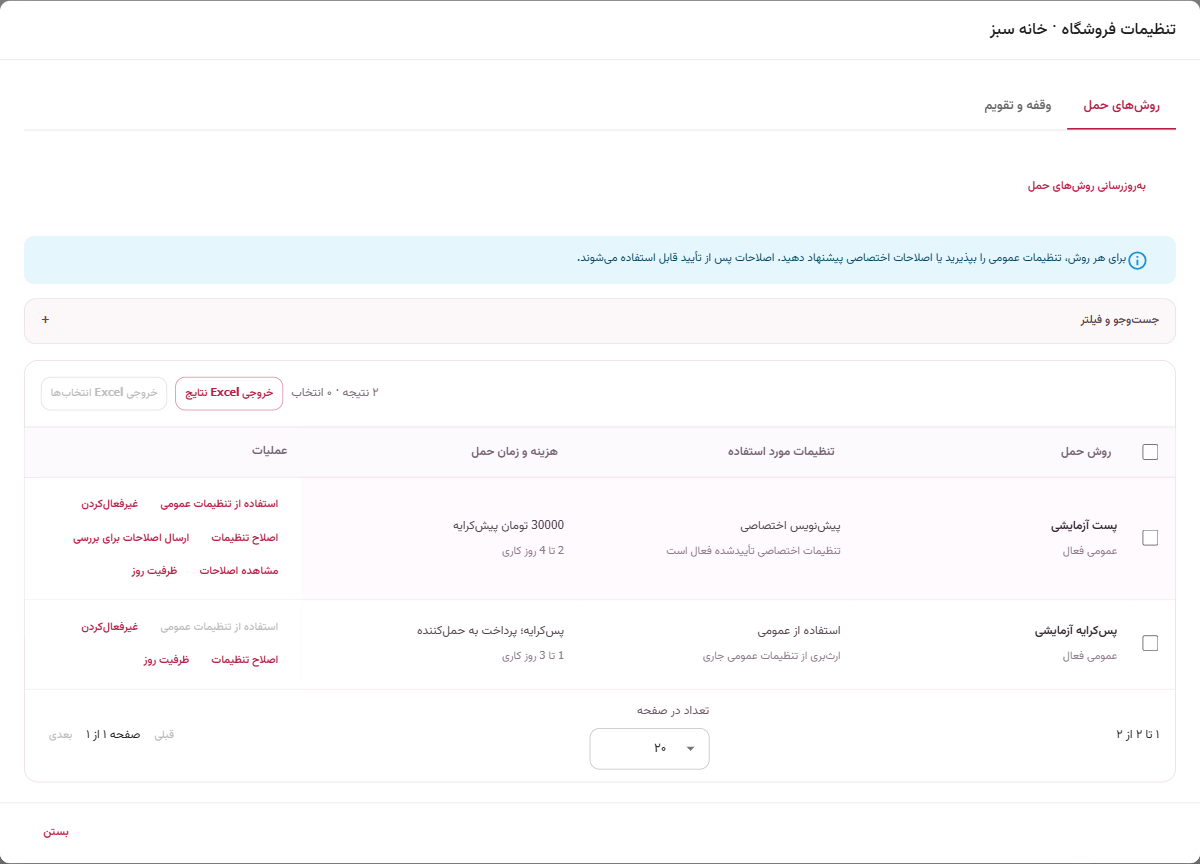 تنظیمات فروشگاه · خانه سبز
روش‌های حمل
وقفه و تقویم
به‌روزرسانی روش‌های حمل
برای هر روش، تنظیمات عمومی را بپذیرید یا اصلاحات اختصاصی پیشنهاد دهید. اصلاحات پس از تأیید قابل استفاده می‌شوند.
جست‌وجو و فیلتر +
۲ نتیجه · ۰ انتخاب
خروجی Excel نتایج
خروجی Excel انتخاب‌ها
روش حمل
تنظیمات مورد استفاده
هزینه و زمان حمل
عملیات
پست آزمایشی
عمومی فعال
پیش‌نویس اختصاصی
تنظیمات اختصاصی تأییدشده فعال است
30000 تومان پیش‌کرایه
2 تا 4 روز کاری
استفاده از تنظیمات عمومی
غیرفعال‌کردن
اصلاح تنظیمات
ارسال اصلاحات برای بررسی
مشاهده اصلاحات
ظرفیت روز
پس‌کرایه آزمایشی
عمومی فعال
استفاده از عمومی
ارث‌بری از تنظیمات عمومی جاری
پس‌کرایه؛ پرداخت به حمل‌کننده
1 تا 3 روز کاری
استفاده از تنظیمات عمومی
غیرفعال‌کردن
اصلاح تنظیمات
ظرفیت روز
۱ تا ۲ از ۲
تعداد در صفحه
۲۰
قبلی
صفحه ۱ از ۱
بعدی
بستن